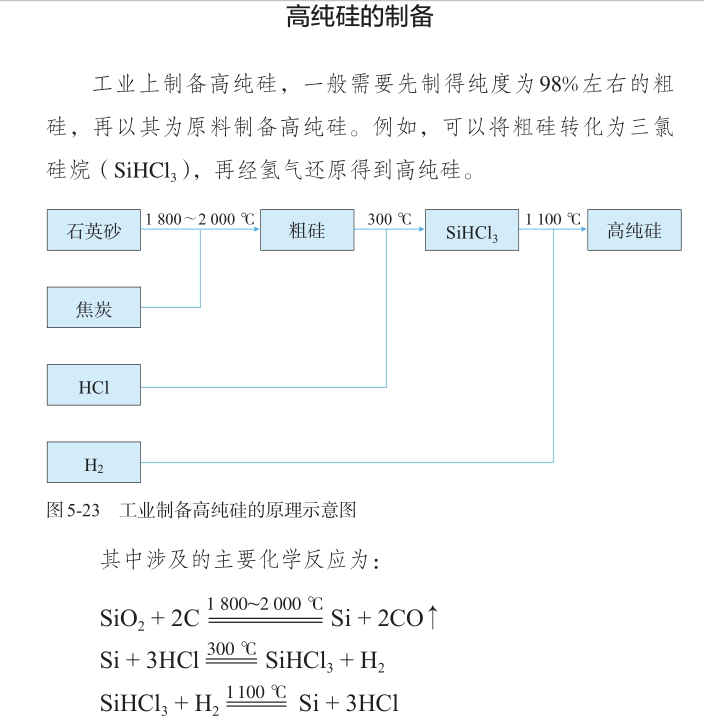 高纯硅的制备
工业上制备高纯硅，一般需要先制得纯度为98%左右的粗
硅，再以其为原料制备高纯硅。例如，可以将粗硅转化为三氯
硅烷（SiHCl₃），再经氢气还原得到高纯硅。
石英砂 1 800～2 000 ℃ 粗硅 300 ℃ SiHCl₃ 1 100 ℃ 高纯硅
焦炭
HCl
H₂
图5-23 工业制备高纯硅的原理示意图
其中涉及的主要化学反应为：
1 800~2 000 ℃
SiO₂ + 2C ═ Si + 2CO↑
300 ℃
Si + 3HCl ═ SiHCl₃ + H₂
1 100 ℃
SiHCl₃ + H₂ ═ Si + 3HCl